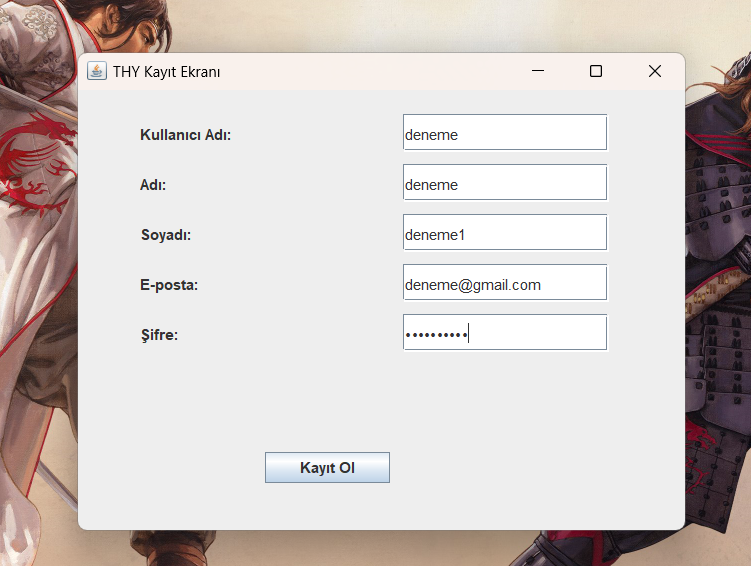 THY Kayıt Ekranı
Kullanıcı Adı: deneme
Adı: deneme
Soyadı: deneme1
E-posta: deneme@gmail.com
Şifre: ••••••••••
Kayıt Ol